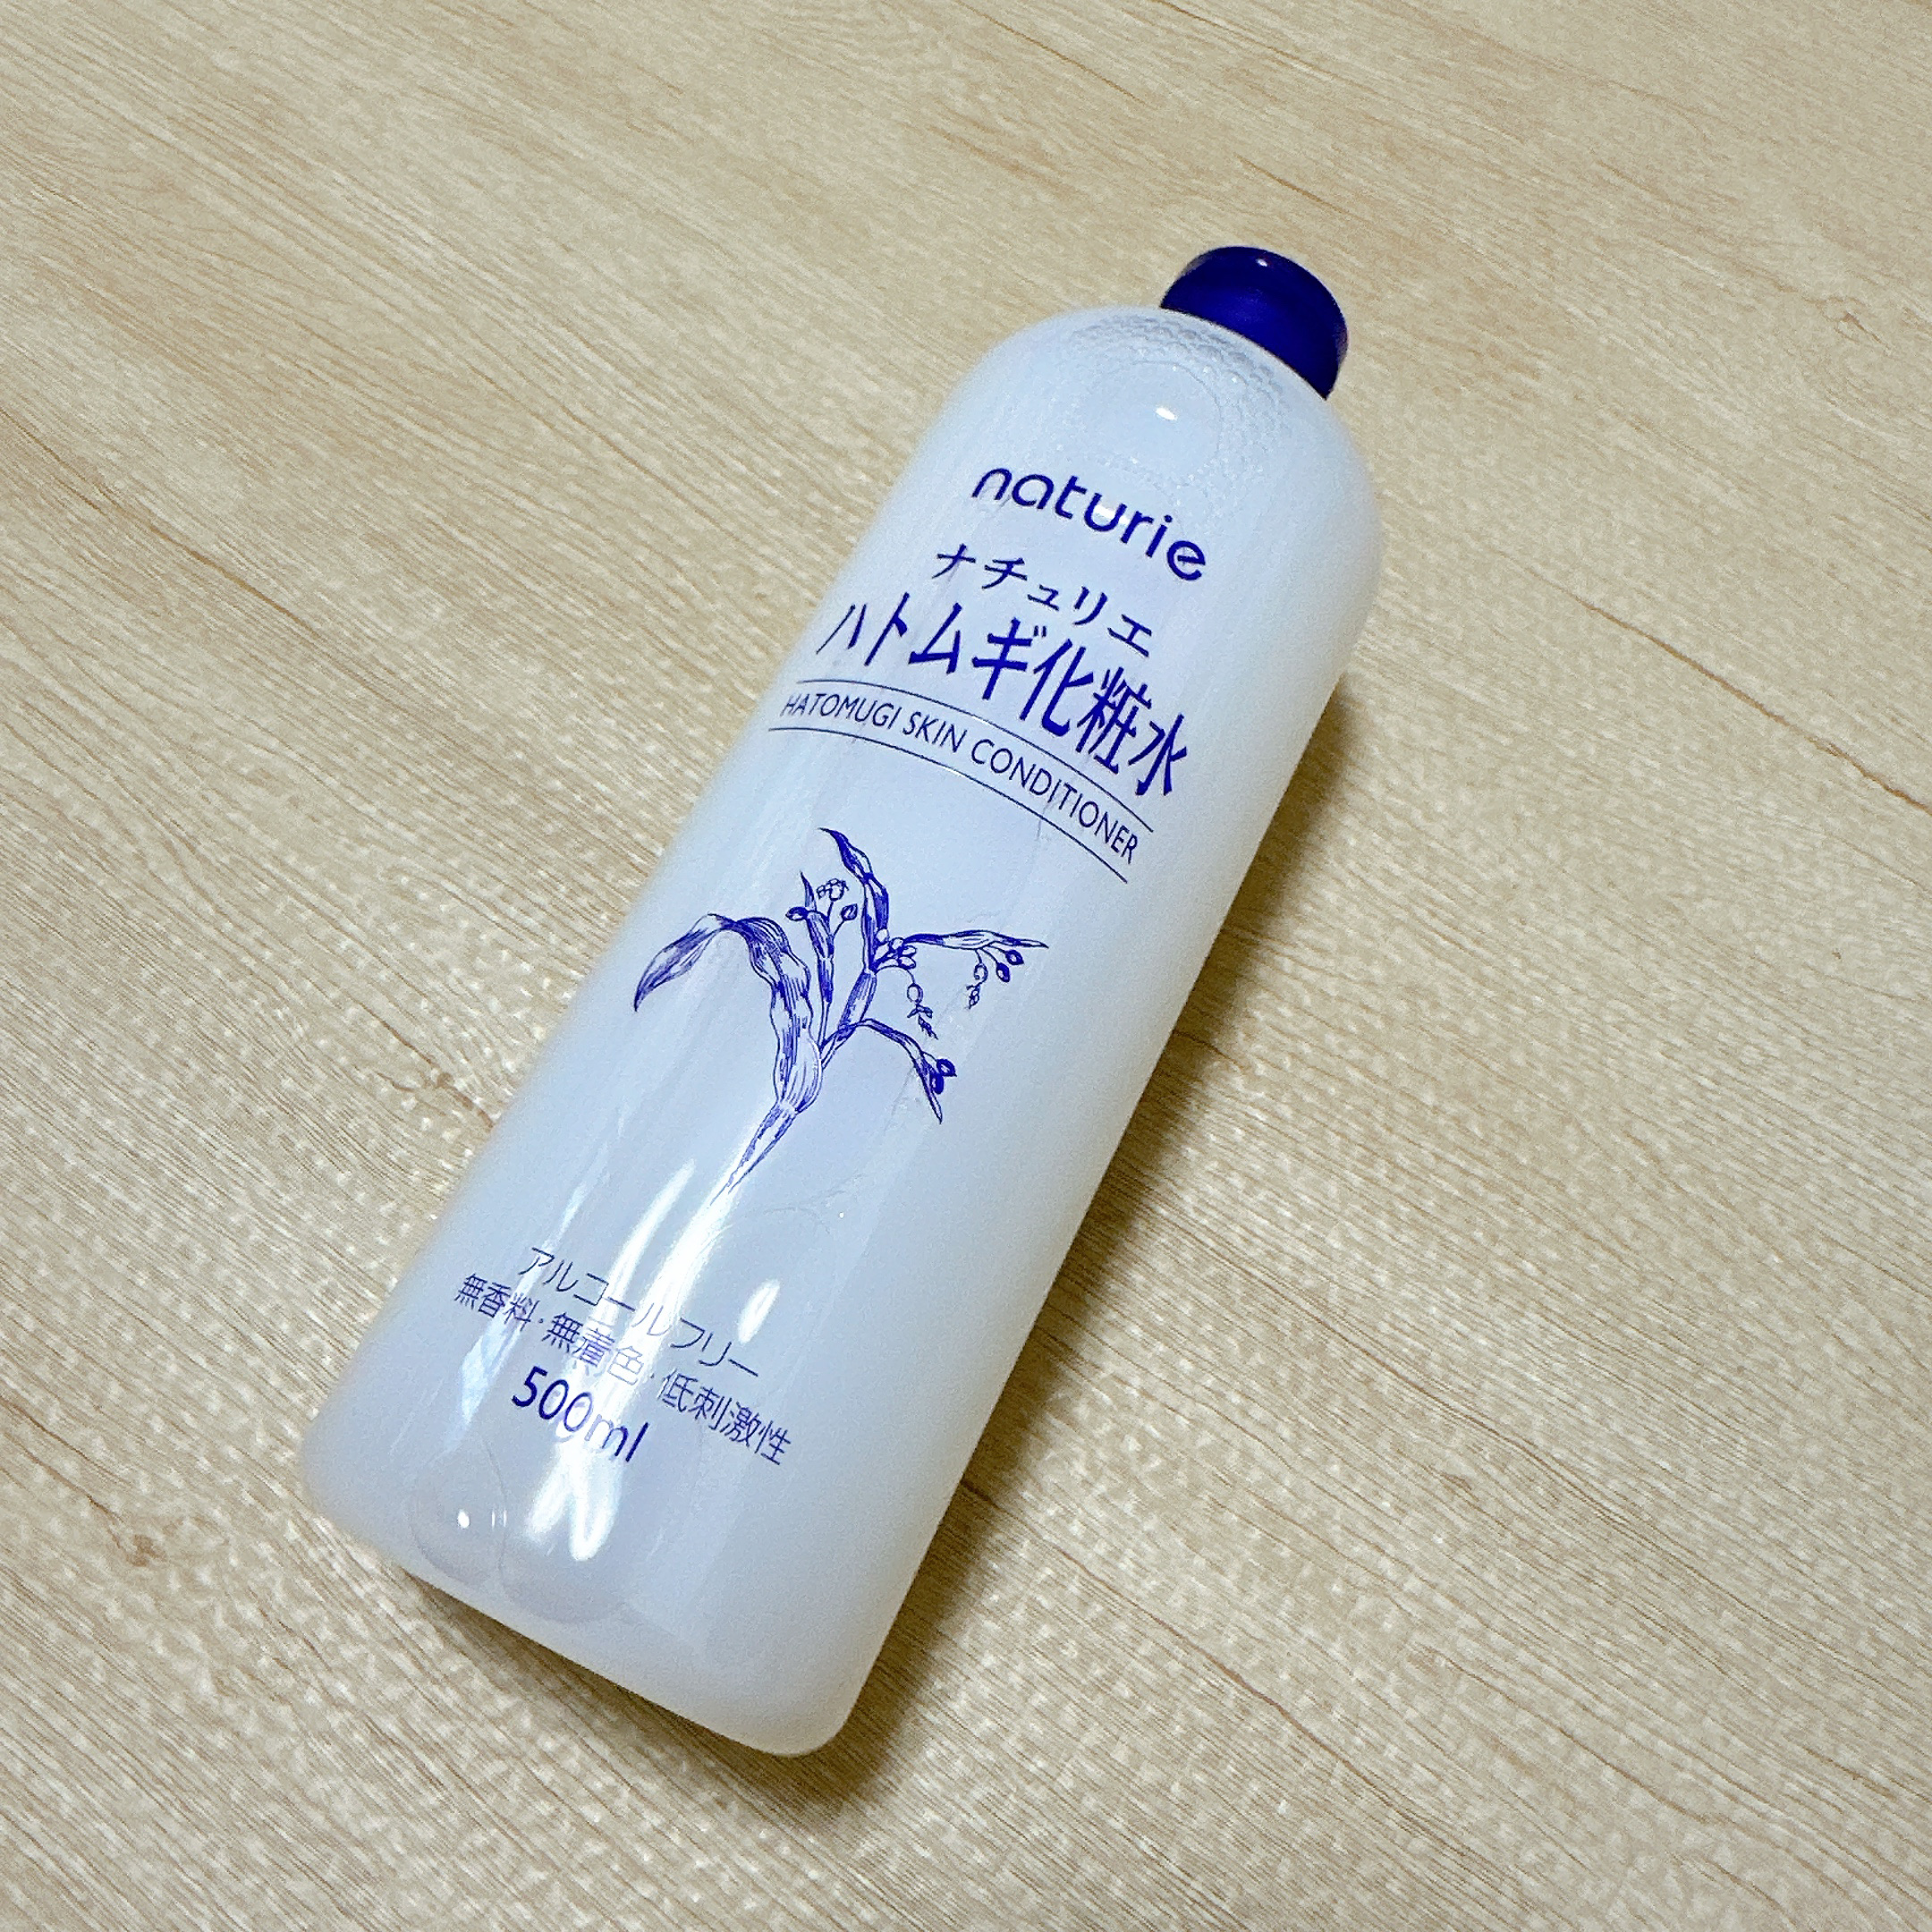 naturie
ナチュリエ
ハトムギ化粧水
HATOMUGI SKIN CONDITIONER
アルコールフリー
無香料・無着色・低刺激性
500ml